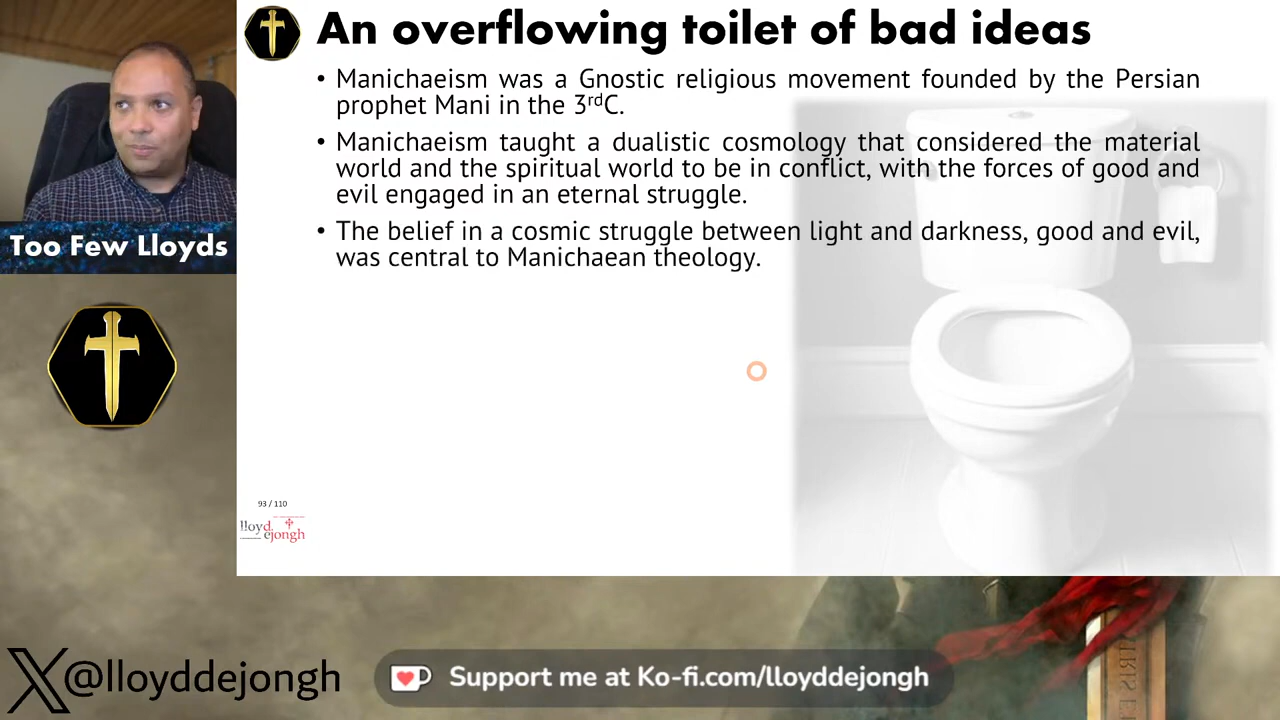 An overflowing toilet of bad ideas
• Manichaeism was a Gnostic religious movement founded by the Persian
prophet Mani in the 3rdC.
• Manichaeism taught a dualistic cosmology that considered the material
world and the spiritual world to be in conflict, with the forces of good and
evil engaged in an eternal struggle.
• The belief in a cosmic struggle between light and darkness, good and evil,
was central to Manichaean theology.
Too Few Lloyds
93 / 110
lloyd
ejongh
X@lloyddejongh
Support me at Ko-fi.com/lloyddejongh